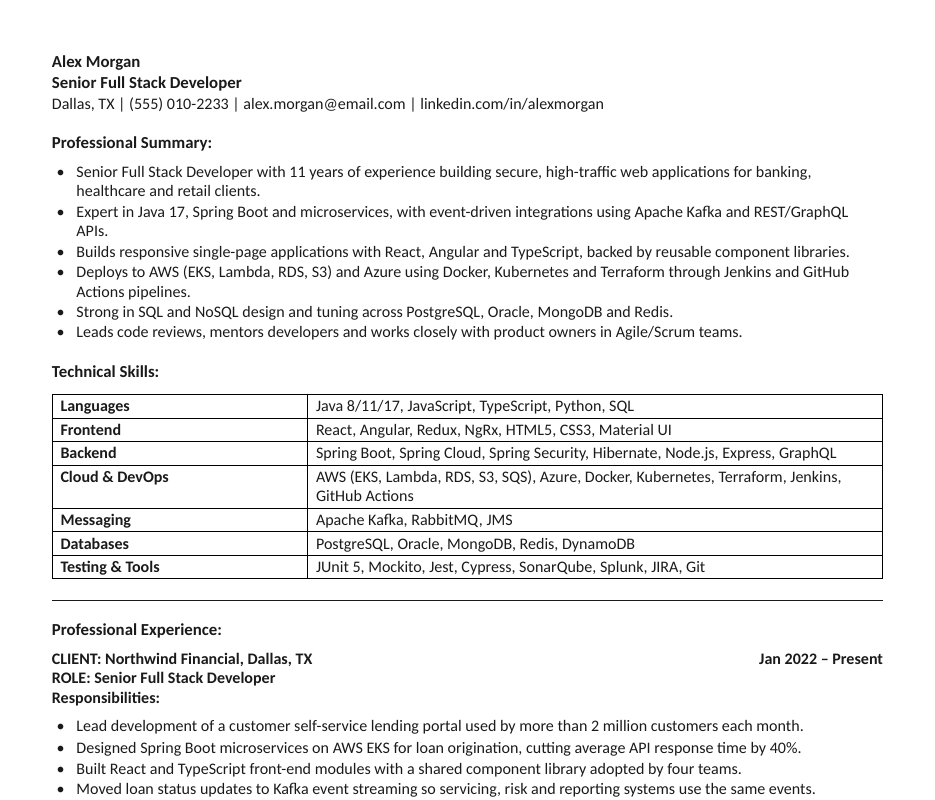 Alex Morgan
Senior Full Stack Developer
Dallas, TX | (555) 010-2233 | alex.morgan@email.com | linkedin.com/in/alexmorgan
Professional Summary:
• Senior Full Stack Developer with 11 years of experience building secure, high-traffic web applications for banking,
healthcare and retail clients.
• Expert in Java 17, Spring Boot and microservices, with event-driven integrations using Apache Kafka and REST/GraphQL
APIs.
• Builds responsive single-page applications with React, Angular and TypeScript, backed by reusable component libraries.
• Deploys to AWS (EKS, Lambda, RDS, S3) and Azure using Docker, Kubernetes and Terraform through Jenkins and GitHub
Actions pipelines.
• Strong in SQL and NoSQL design and tuning across PostgreSQL, Oracle, MongoDB and Redis.
• Leads code reviews, mentors developers and works closely with product owners in Agile/Scrum teams.
Technical Skills:
Languages Java 8/11/17, JavaScript, TypeScript, Python, SQL
Frontend React, Angular, Redux, NgRx, HTML5, CSS3, Material UI
Backend Spring Boot, Spring Cloud, Spring Security, Hibernate, Node.js, Express, GraphQL
Cloud & DevOps AWS (EKS, Lambda, RDS, S3, SQS), Azure, Docker, Kubernetes, Terraform, Jenkins,
GitHub Actions
Messaging Apache Kafka, RabbitMQ, JMS
Databases PostgreSQL, Oracle, MongoDB, Redis, DynamoDB
Testing & Tools JUnit 5, Mockito, Jest, Cypress, SonarQube, Splunk, JIRA, Git
Professional Experience:
CLIENT: Northwind Financial, Dallas, TX Jan 2022 – Present
ROLE: Senior Full Stack Developer
Responsibilities:
• Lead development of a customer self-service lending portal used by more than 2 million customers each month.
• Designed Spring Boot microservices on AWS EKS for loan origination, cutting average API response time by 40%.
• Built React and TypeScript front-end modules with a shared component library adopted by four teams.
• Moved loan status updates to Kafka event streaming so servicing, risk and reporting systems use the same events.